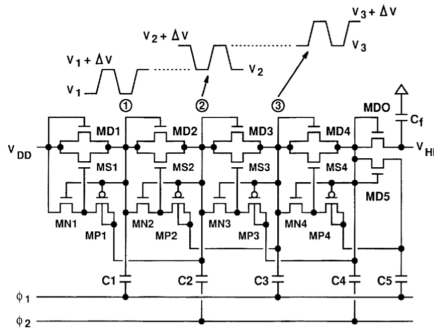 V3 + ΔV
V2 + ΔV
V3
V1 + ΔV
V2
V1
① ② ③
MDO
Cf
MD1 MD2 MD3 MD4
VDD
VHI
MS1 MS2 MS3 MS4
MD5
MN1 MN2 MN3 MN4
MP1 MP2 MP3 MP4
C1 C2 C3 C4 C5
ϕ1
ϕ2